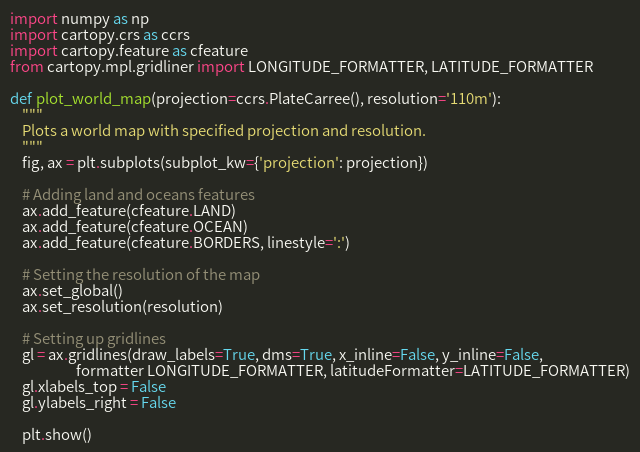 import numpy as np
import cartopy.crs as ccrs
import cartopy.feature as cfeature
from cartopy.mpl.gridliner import LONGITUDE_FORMATTER, LATITUDE_FORMATTER
def plot_world_map(projection=ccrs.PlateCarree(), resolution='110m'):
"""
Plots a world map with specified projection and resolution.
"""
fig, ax = plt.subplots(subplot_kw={'projection': projection})
# Adding land and oceans features
ax.add_feature(cfeature.LAND)
ax.add_feature(cfeature.OCEAN)
ax.add_feature(cfeature.BORDERS, linestyle=':')
# Setting the resolution of the map
ax.set_global()
ax.set_resolution(resolution)
# Setting up gridlines
gl = ax.gridlines(draw_labels=True, dms=True, x_inline=False, y_inline=False,
formatter LONGITUDE_FORMATTER, latitudeFormatter=LATITUDE_FORMATTER)
gl.xlabels_top = False
gl.ylabels_right = False
plt.show()